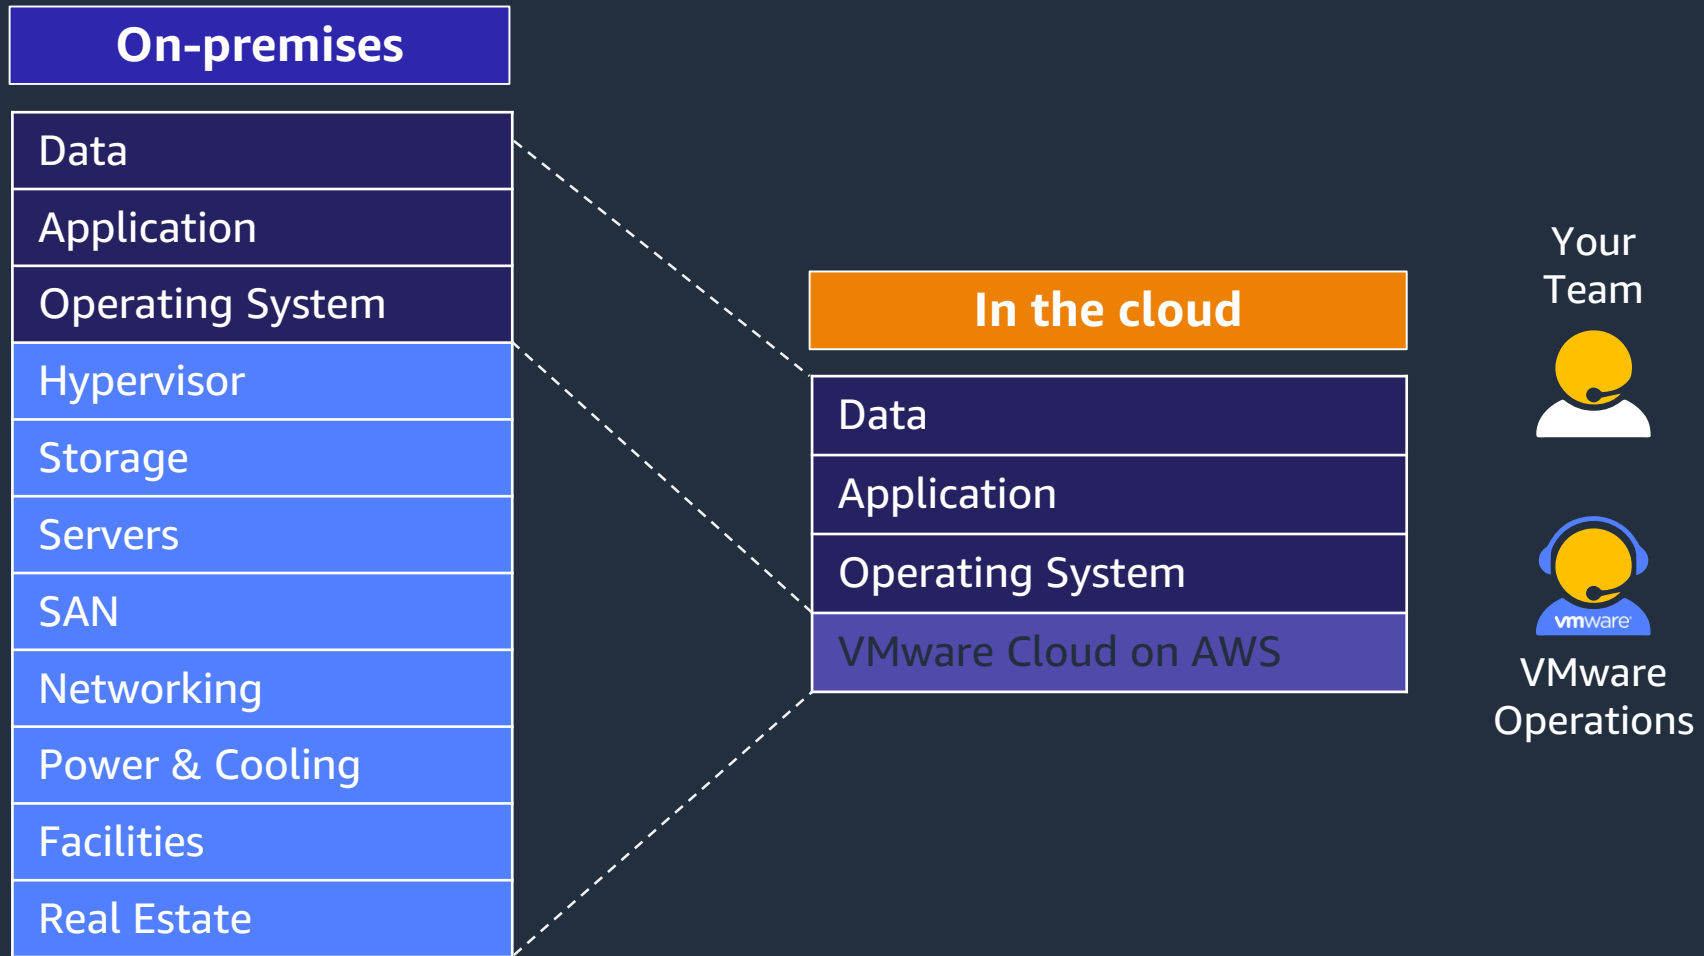 On-premises
Data
Application
Operating System
Hypervisor
Storage
Servers
SAN
Networking
Power & Cooling
Facilities
Real Estate
In the cloud
Data
Application
Operating System
VMware Cloud on AWS
Your
Team
vmware
VMware
Operations